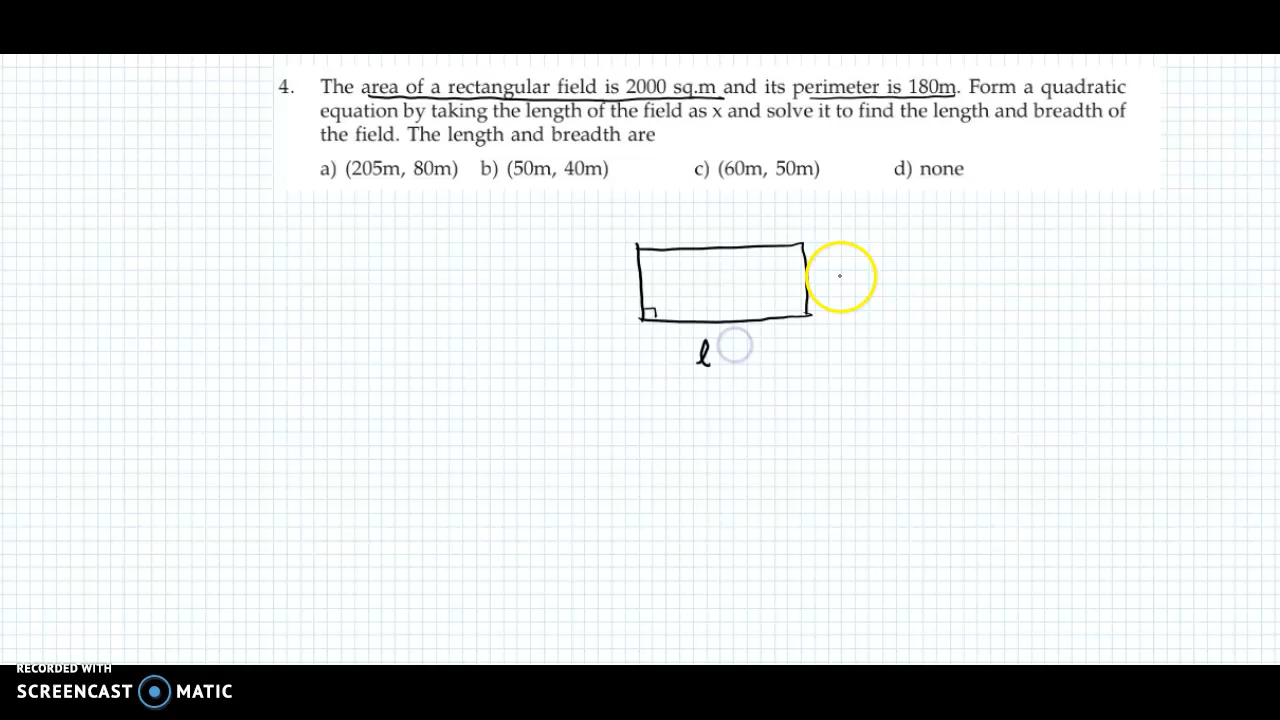 4. The area of a rectangular field is 2000 sq.m and its perimeter is 180m. Form a quadratic
equation by taking the length of the field as x and solve it to find the length and breadth of
the field. The length and breadth are
a) (205m, 80m) b) (50m, 40m) c) (60m, 50m) d) none
l
RECORDED WITH
SCREENCAST MATIC